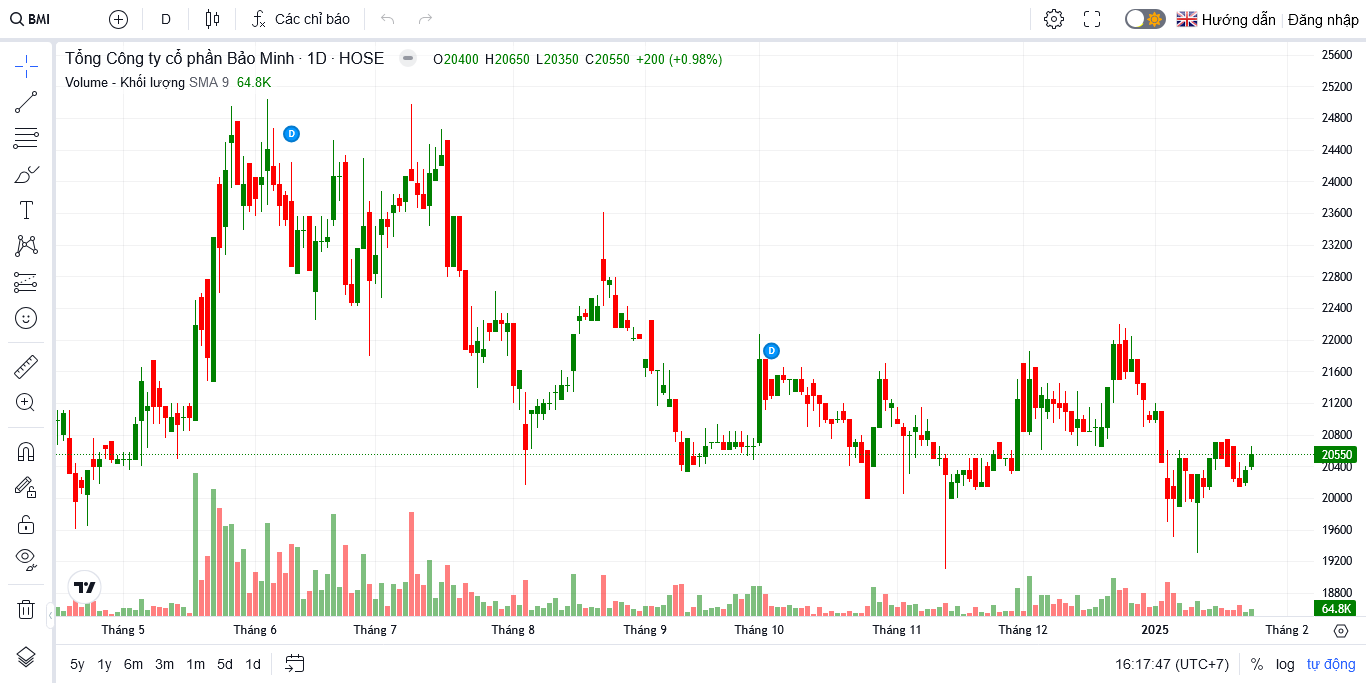 BMI D Các chỉ báo Hướng dẫn Đăng nhập
Tổng Công ty cổ phần Bảo Minh · 1D · HOSE O20400 H20650 L20350 C20550 +200 (+0.98%)
Volume - Khối lượng SMA 9 64.8K
D
D
25600
25200
24800
24400
24000
23600
23200
22800
22400
22000
21600
21200
20800
20550
20400
20000
19600
19200
18800
64.8K
Tháng 5 Tháng 6 Tháng 7 Tháng 8 Tháng 9 Tháng 10 Tháng 11 Tháng 12 2025 Tháng 2
5y 1y 6m 3m 1m 5d 1d 16:17:47 (UTC+7) % log tự động